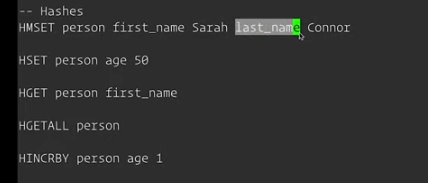 -- Hashes
HMSET person first_name Sarah last_name Connor
HSET person age 50
HGET person first_name
HGETALL person
HINCRBY person age 1